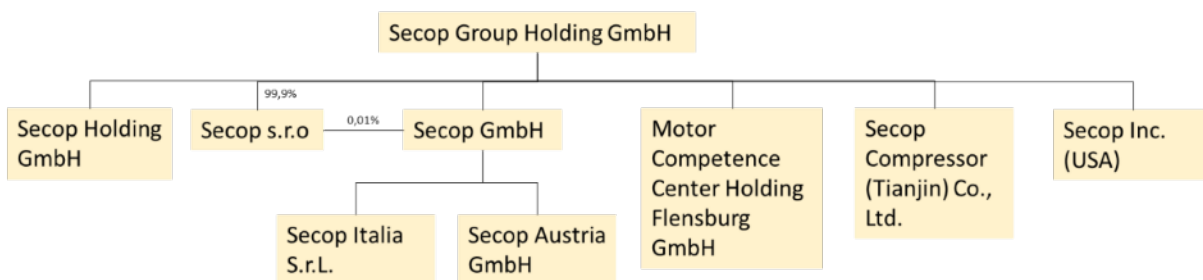 Secop Group Holding GmbH
99,9%
0,01%
Secop Holding
GmbH
Secop s.r.o
Secop GmbH
Motor
Competence
Center Holding
Flensburg
GmbH
Secop
Compressor
(Tianjin) Co.,
Ltd.
Secop Inc.
(USA)
Secop Italia
S.r.L.
Secop Austria
GmbH